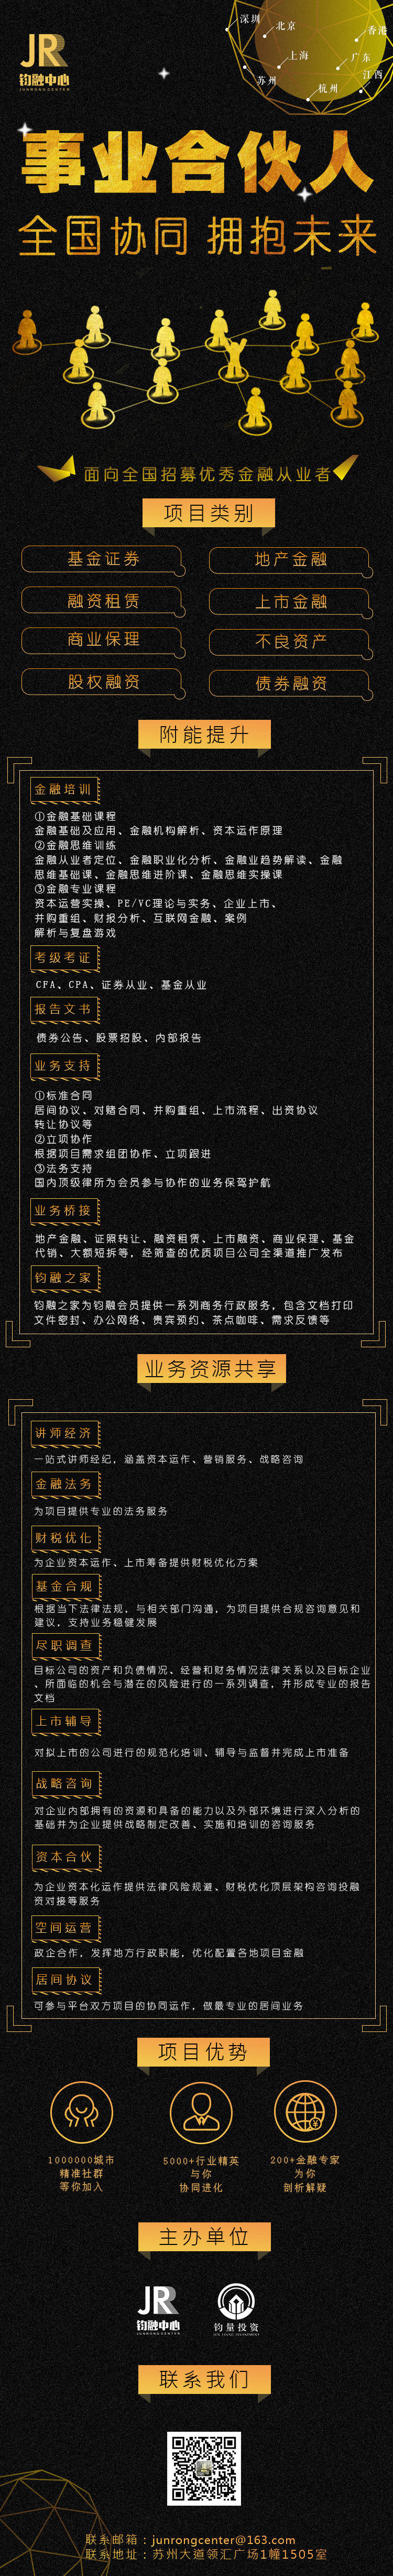 JR
钧融中心
JUNRONG CENTER
深圳
北京
香港
上海
广东
江西
苏州
杭州
事业合伙人
全国协同 拥抱未来
面向全国招募优秀金融从业者
项目类别
基金证券
地产金融
融资租赁
上市金融
商业保理
不良资产
股权融资
债券融资
附能提升
金融培训
①金融基础课程
金融基础及应用、金融机构解析、资本运作原理
②金融思维训练
金融从业者定位、金融职业化分析、金融业趋势解读、金融
思维基础课、金融思维进阶课、金融思维实操课
③金融专业课程
资本运营实操、PE/VC理论与实务、企业上市、
并购重组、财报分析、互联网金融、案例
解析与复盘游戏
考级考证
CFA、CPA、证券从业、基金从业
报告文书
债券公告、股票招股、内部报告
业务支持
①标准合同
居间协议、对赌合同、并购重组、上市流程、出资协议
转让协议等
②立项协作
根据项目需求组团协作、立项跟进
③法务支持
国内顶级律所为会员参与协作的业务保驾护航
业务桥接
地产金融、证照转让、融资租赁、上市融资、商业保理、基金
代销、大额短拆等，经筛查的优质项目公司全渠道推广发布
钧融之家
钧融之家为钧融会员提供一系列商务行政服务，包含文档打印
文件密封、办公网络、贵宾预约、茶点咖啡、需求反馈等
业务资源共享
讲师经济
一站式讲师经纪，涵盖资本运作、营销服务、战略咨询
金融法务
为项目提供专业的法务服务
财税优化
为企业资本运作、上市筹备提供财税优化方案
基金合规
根据当下法律法规，与相关部门沟通，为项目提供合规咨询意见和
建议，支持业务稳健发展
尽职调查
目标公司的资产和负债情况、经营和财务情况法律关系以及目标企业
、所面临的机会与潜在的风险进行的一系列调查，并形成专业的报告
文档
上市辅导
对拟上市的公司进行的规范化培训、辅导与监督并完成上市准备
战略咨询
对企业内部拥有的资源和具备的能力以及外部环境进行深入分析的
基础并为企业提供战略制定改善、实施和培训的咨询服务
资本合伙
为企业资本化运作提供法律风险规避、财税优化顶层架构咨询投融
资对接等服务
空间运营
政企合作，发挥地方行政职能，优化配置各地项目金融
居间协议
可参与平台双方项目的协同运作，做最专业的居间业务
项目优势
1000000城市
精准社群
等你加入
5000+行业精英
与你
协同进化
200+金融专家
为你
剖析解疑
主办单位
JR
钧融中心
JUNRONG CENTER
钧量投资
联系我们
联系邮箱：junrongcenter@163.com
联系地址：苏州大道领汇广场1幢1505室